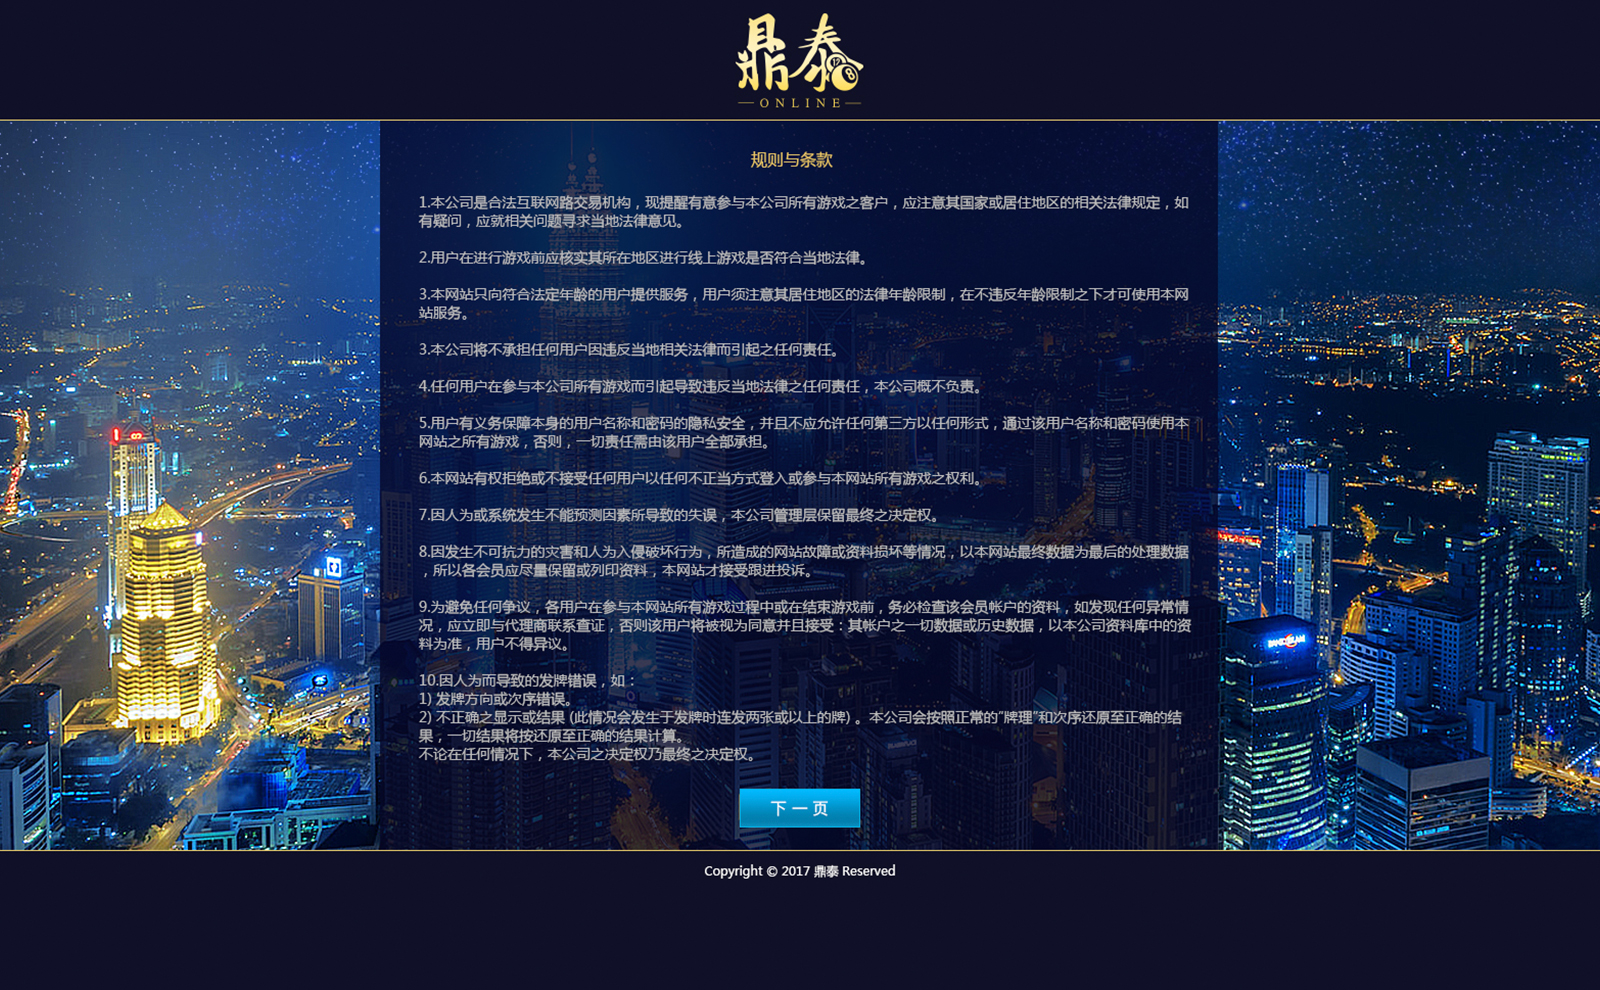 鼎泰
12
8
ONLINE
规则与条款
1.本公司是合法互联网路交易机构，现提醒有意参与本公司所有游戏之客户，应注意其国家或居住地区的相关法律规定，如
有疑问，应就相关问题寻求当地法律意见。
2.用户在进行游戏前应核实其所在地区进行线上游戏是否符合当地法律。
3.本网站只向符合法定年龄的用户提供服务，用户须注意其居住地区的法律年龄限制，在不违反年龄限制之下才可使用本网
站服务。
3.本公司将不承担任何用户因违反当地相关法律而引起之任何责任。
4.任何用户在参与本公司所有游戏而引起导致违反当地法律之任何责任，本公司概不负责。
5.用户有义务保障本身的用户名称和密码的隐私安全，并且不应允许任何第三方以任何形式，通过该用户名称和密码使用本
网站之所有游戏，否则，一切责任需由该用户全部承担。
6.本网站有权拒绝或不接受任何用户以任何不正当方式登入或参与本网站所有游戏之权利。
7.因人为或系统发生不能预测因素所导致的失误，本公司管理层保留最终之决定权。
8.因发生不可抗力的灾害和人为入侵破坏行为，所造成的网站故障或资料损坏等情况，以本网站最终数据为最后的处理数据
，所以各会员应尽量保留或列印资料，本网站才接受跟进投诉。
9.为避免任何争议，各用户在参与本网站所有游戏过程中或在结束游戏前，务必检查该会员帐户的资料，如发现任何异常情
况，应立即与代理商联系查证，否则该用户将被视为同意并且接受：其帐户之一切数据或历史数据，以本公司资料库中的资
料为准，用户不得异议。
10.因人为而导致的发牌错误，如：
1) 发牌方向或次序错误。
2) 不正确之显示或结果 (此情况会发生于发牌时连发两张或以上的牌) 。本公司会按照正常的"牌理"和次序还原至正确的结
果，一切结果将按还原至正确的结果计算。
不论在任何情况下，本公司之决定权乃最终之决定权。
下一页
Copyright © 2017 鼎泰 Reserved